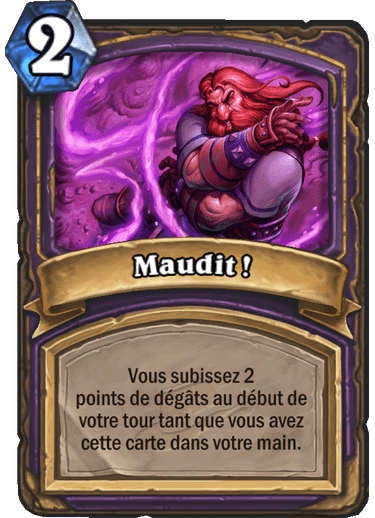 2
Maudit !
Vous subissez 2
points de dégâts au début de
votre tour tant que vous avez
cette carte dans votre main.